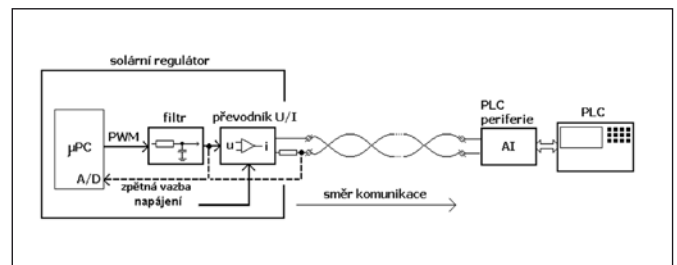 solární regulátor
filtr
převodník U/I
PLC
periferie
PLC
μPC
PWM
u
i
AI
A/D
zpětná vazba
napájení
směr komunikace